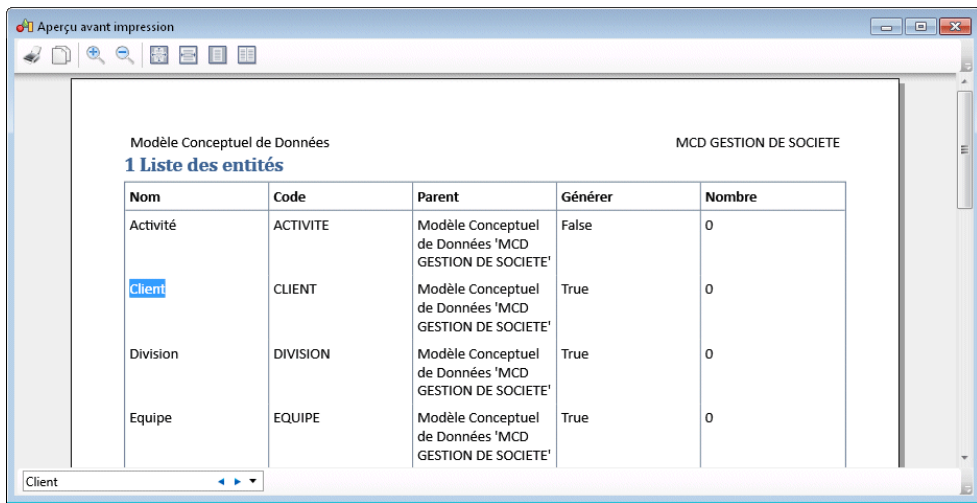 Aperçu avant impression
Modèle Conceptuel de Données MCD GESTION DE SOCIETE
1 Liste des entités
Nom Code Parent Générer Nombre
Activité ACTIVITE Modèle Conceptuel False 0
de Données 'MCD
GESTION DE SOCIETE'
Client CLIENT Modèle Conceptuel True 0
de Données 'MCD
GESTION DE SOCIETE'
Division DIVISION Modèle Conceptuel True 0
de Données 'MCD
GESTION DE SOCIETE'
Equipe EQUIPE Modèle Conceptuel True 0
de Données 'MCD
GESTION DE SOCIETE'
Client